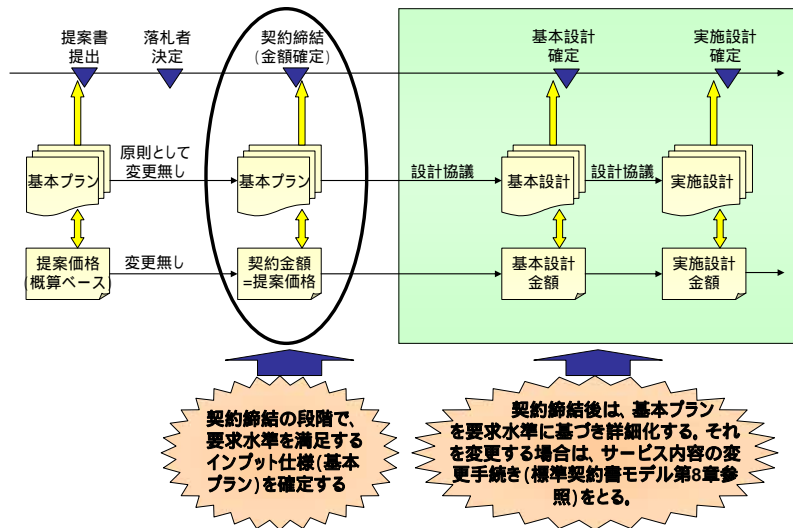 提案書
提出
落札者
決定
契約締結
(金額確定)
基本設計
確定
実施設計
確定
基本プラン
原則として
変更無し
基本プラン
設計協議
基本設計
設計協議
実施設計
提案価格
(概算ベース)
変更無し
契約金額
=提案価格
基本設計
金額
実施設計
金額
契約締結の段階で、
要求水準を満足する
インプット仕様(基本
プラン)を確定する
契約締結後は、基本プラン
を要求水準に基づき詳細化する。それ
を変更する場合は、サービス内容の変
更手続き(標準契約書モデル第8章参
照)をとる。